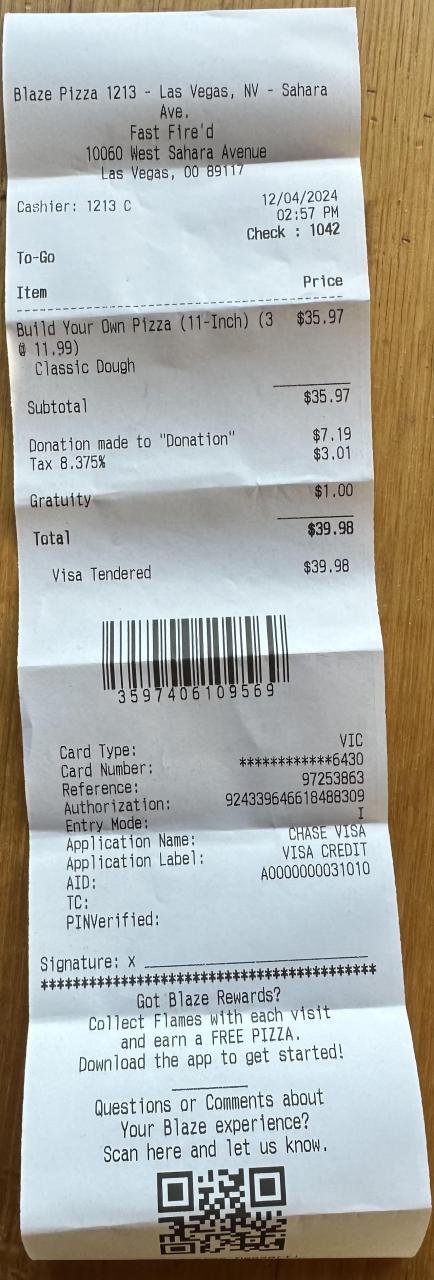 Blaze Pizza 1213 - Las Vegas, NV - Sahara
Ave.
Fast Fire'd
10060 West Sahara Avenue
Las Vegas, OO 89117
Cashier: 1213 C 12/04/2024
02:57 PM
Check : 1042
To-Go
Item Price
Build Your Own Pizza (11-Inch) (3 $35.97
@ 11.99)
Classic Dough
Subtotal $35.97
Donation made to "Donation" $7.19
Tax 8.375% $3.01
Gratuity $1.00
Total $39.98
Visa Tendered $39.98
3597406109569
Card Type: VIC
Card Number: ************6430
Reference: 97253863
Authorization: 924339646618488309
Entry Mode: I
Application Name: CHASE VISA
Application Label: VISA CREDIT
AID: A0000000031010
TC:
PINVerified:
Signature: x
*****************************************
Got Blaze Rewards?
Collect Flames with each visit
and earn a FREE PIZZA.
Download the app to get started!
Questions or Comments about
Your Blaze experience?
Scan here and let us know.